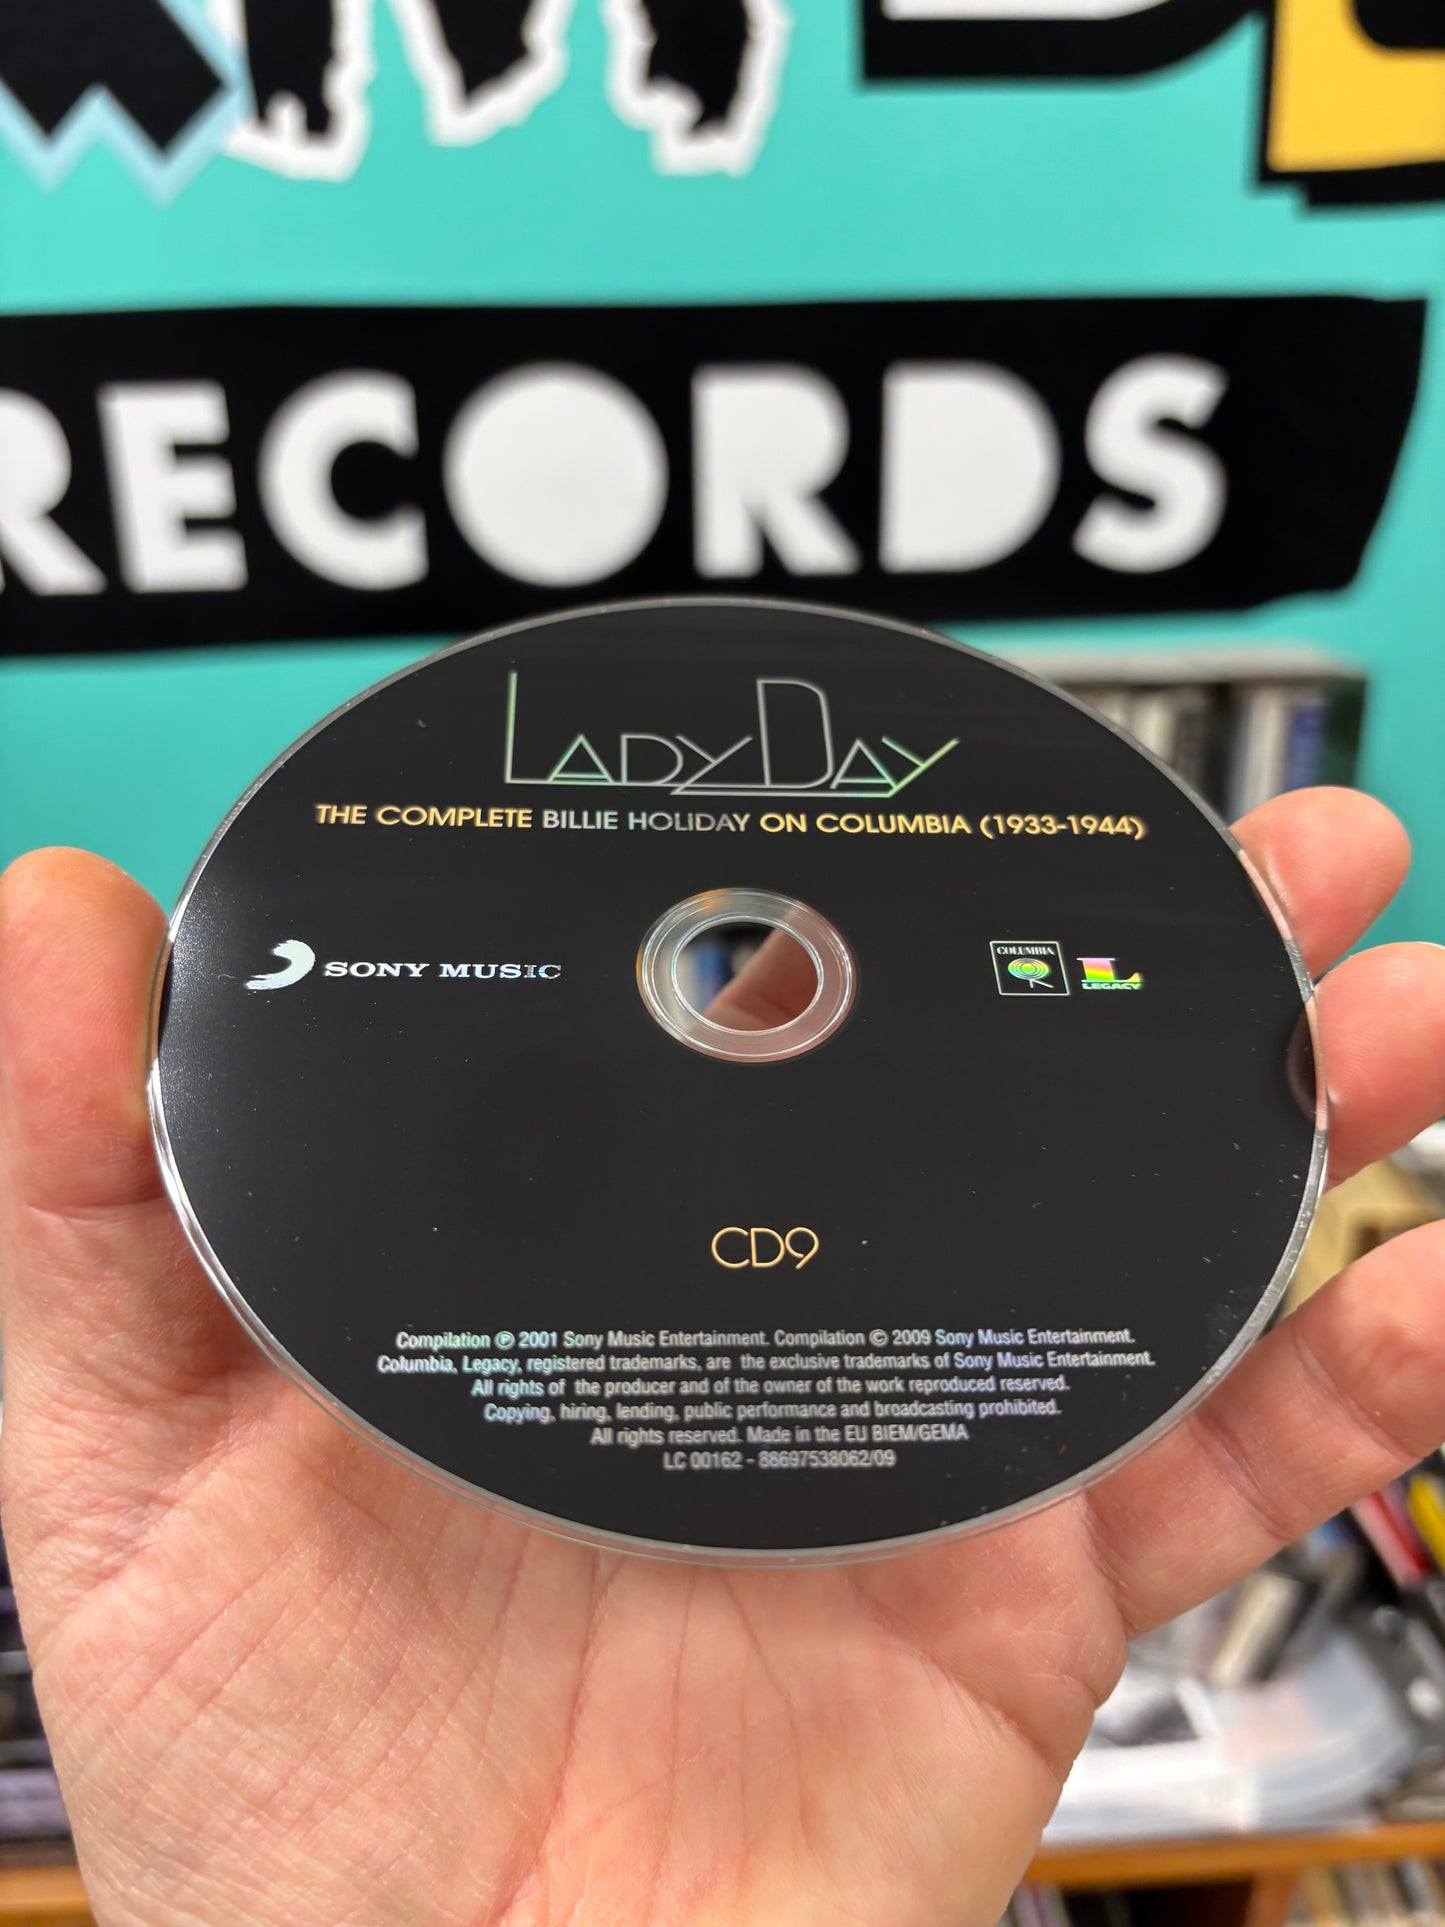 RECORDS
LADY DAY
THE COMPLETE BILLIE HOLIDAY ON COLUMBIA (1933-1944)
SONY MUSIC
COLUMBIA
LEGACY
CD9
Compilation ℗ 2001 Sony Music Entertainment. Compilation © 2009 Sony Music Entertainment.
Columbia, Legacy, registered trademarks, are the exclusive trademarks of Sony Music Entertainment.
All rights of the producer and of the owner of the work reproduced reserved.
Copying, hiring, lending, public performance and broadcasting prohibited.
All rights reserved. Made in the EU BIEM/GEMA
LC 00162 - 88697538062/09